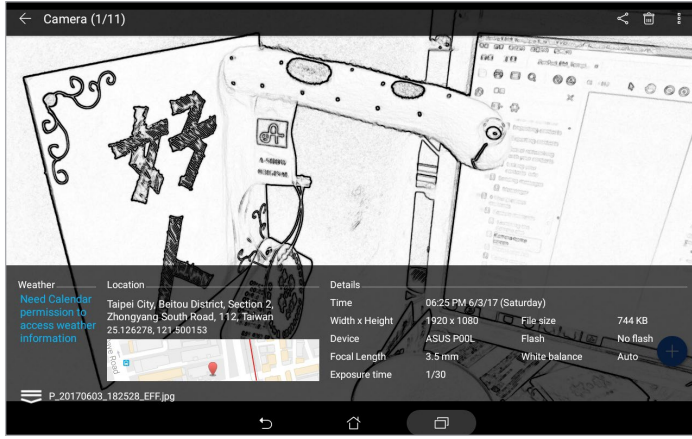 Camera (1/11)
好
Weather
Need Calendar
permission to
access weather
information
Location
Taipei City, Beitou District, Section 2,
Zhongyang South Road, 112, Taiwan
25.126278, 121.500153
Details
Time 06:25 PM 6/3/17 (Saturday)
Width x Height 1920 x 1080 File size 744 KB
Device ASUS P00L Flash No flash
Focal Length 3.5 mm White balance Auto
Exposure time 1/30
P_20170603_182528_EFF.jpg